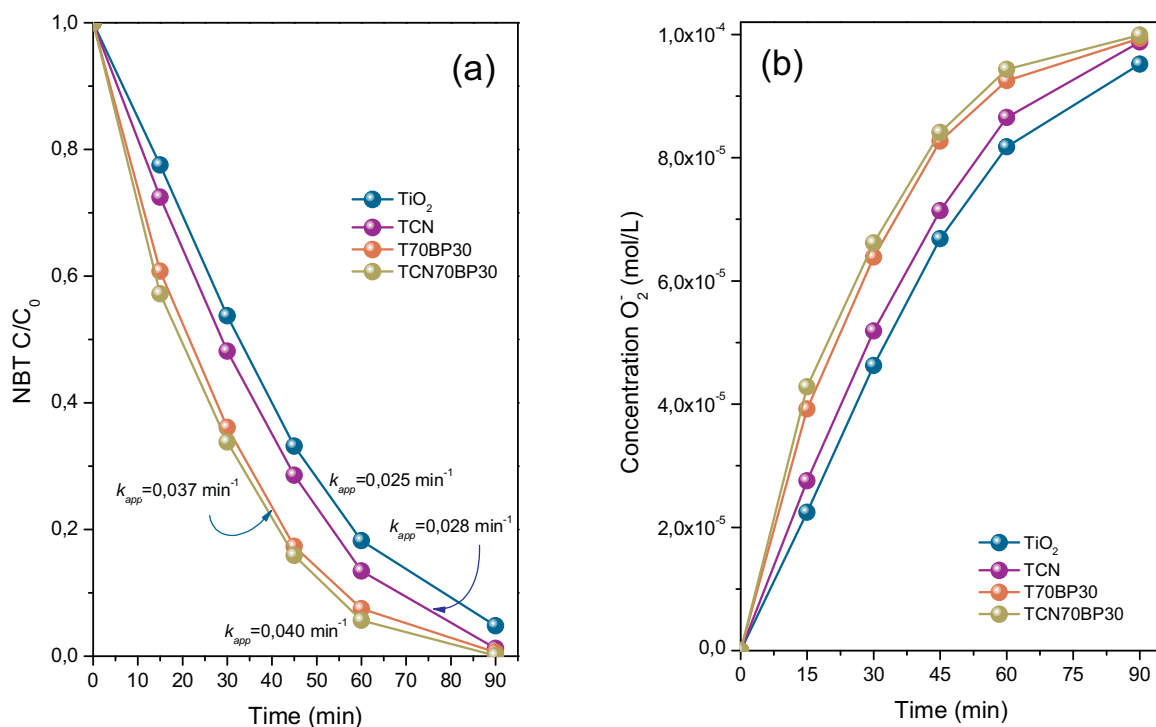 (a)
NBT C/C₀
1,0
0,8
0,6
0,4
0,2
0,0
TiO₂
TCN
T70BP30
TCN70BP30
k_app=0,037 min⁻¹
k_app=0,025 min⁻¹
k_app=0,028 min⁻¹
k_app=0,040 min⁻¹
0 10 20 30 40 50 60 70 80 90
Time (min)
(b)
Concentration O₂⁻ (mol/L)
1,0x10⁻⁴
8,0x10⁻⁵
6,0x10⁻⁵
4,0x10⁻⁵
2,0x10⁻⁵
0,0
TiO₂
TCN
T70BP30
TCN70BP30
0 15 30 45 60 75 90
Time (min)